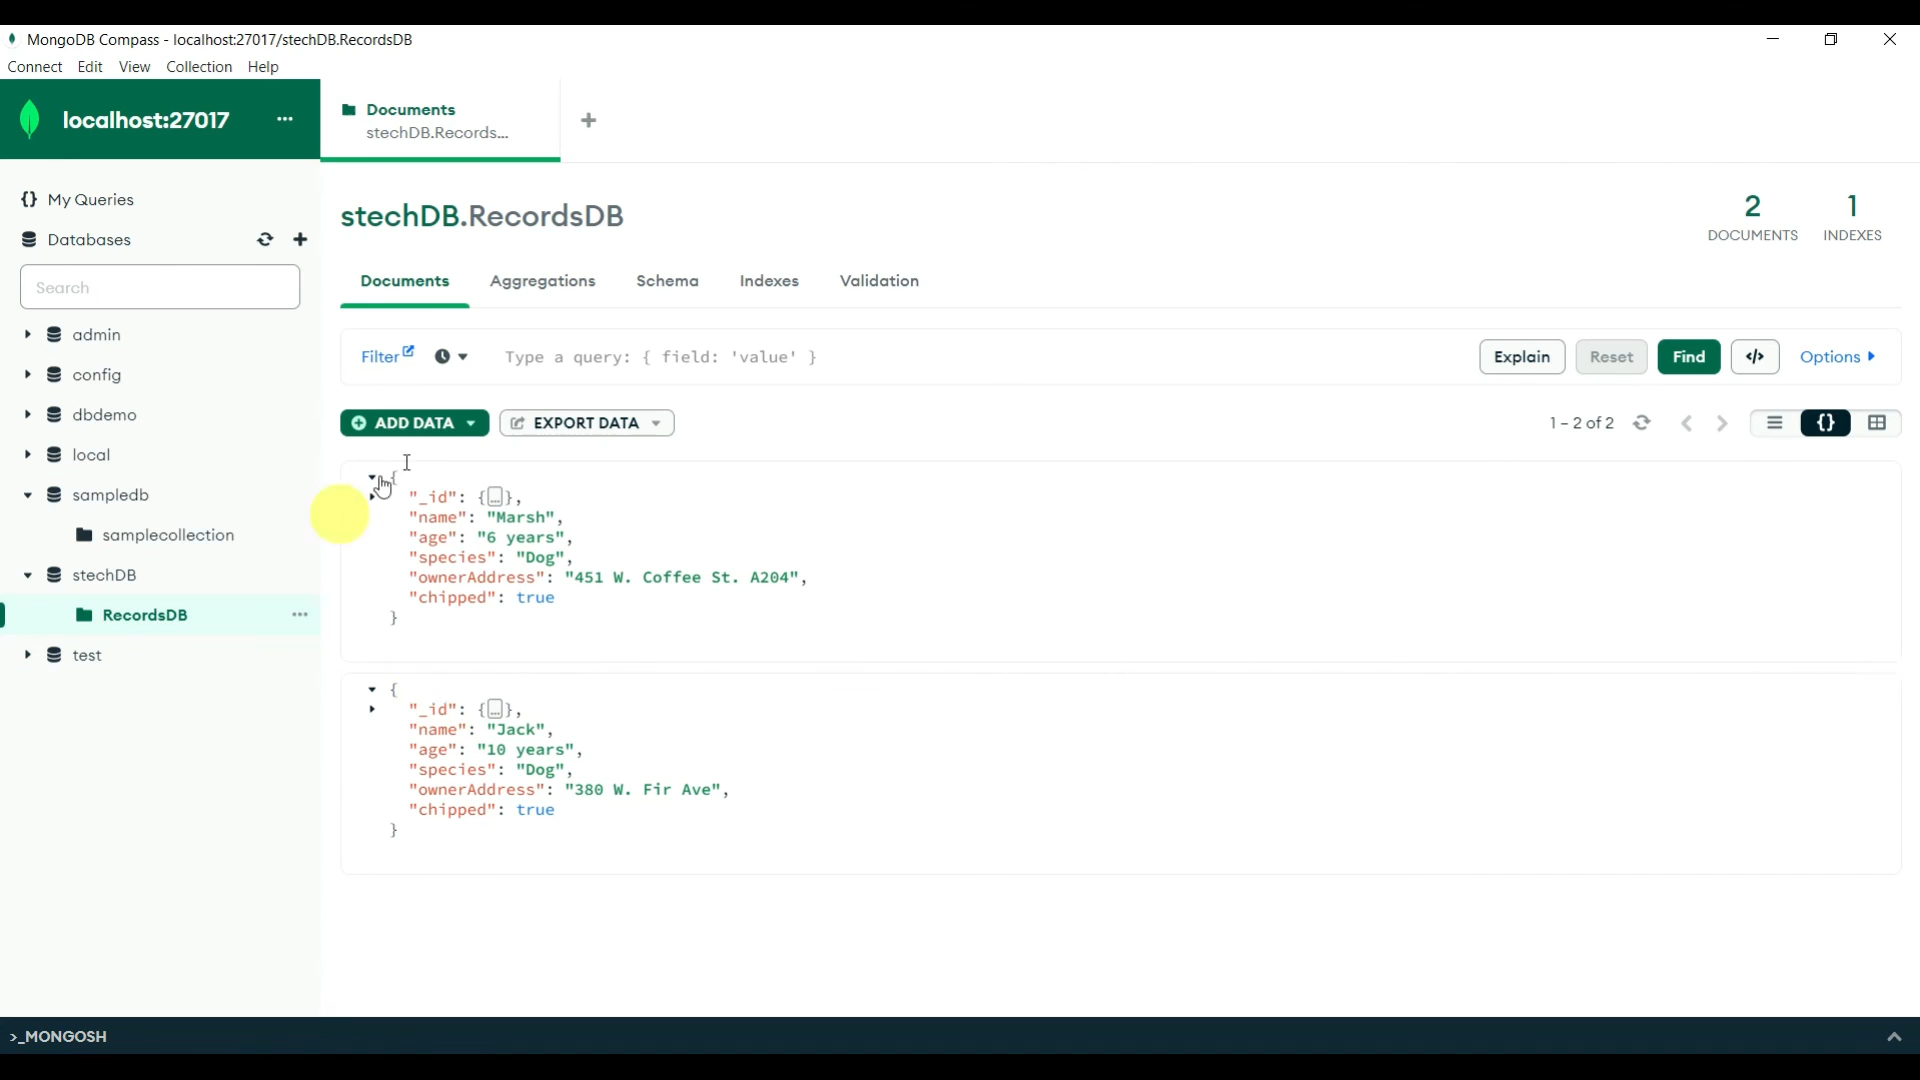 MongoDB Compass - localhost:27017/stechDB.RecordsDB
Connect Edit View Collection Help
localhost:27017 ...
Documents
stechDB.Records...
{} My Queries
Databases
Search
admin
config
dbdemo
local
sampledb
samplecollection
stechDB
RecordsDB ...
test
stechDB.RecordsDB
2
DOCUMENTS
1
INDEXES
Documents Aggregations Schema Indexes Validation
Filter Type a query: { field: 'value' } Explain Reset Find </> Options
ADD DATA EXPORT DATA 1 – 2 of 2 {}
{
"_id": {…},
"name": "Marsh",
"age": "6 years",
"species": "Dog",
"ownerAddress": "451 W. Coffee St. A204",
"chipped": true
}
{
"_id": {…},
"name": "Jack",
"age": "10 years",
"species": "Dog",
"ownerAddress": "380 W. Fir Ave",
"chipped": true
}
>_MONGOSH